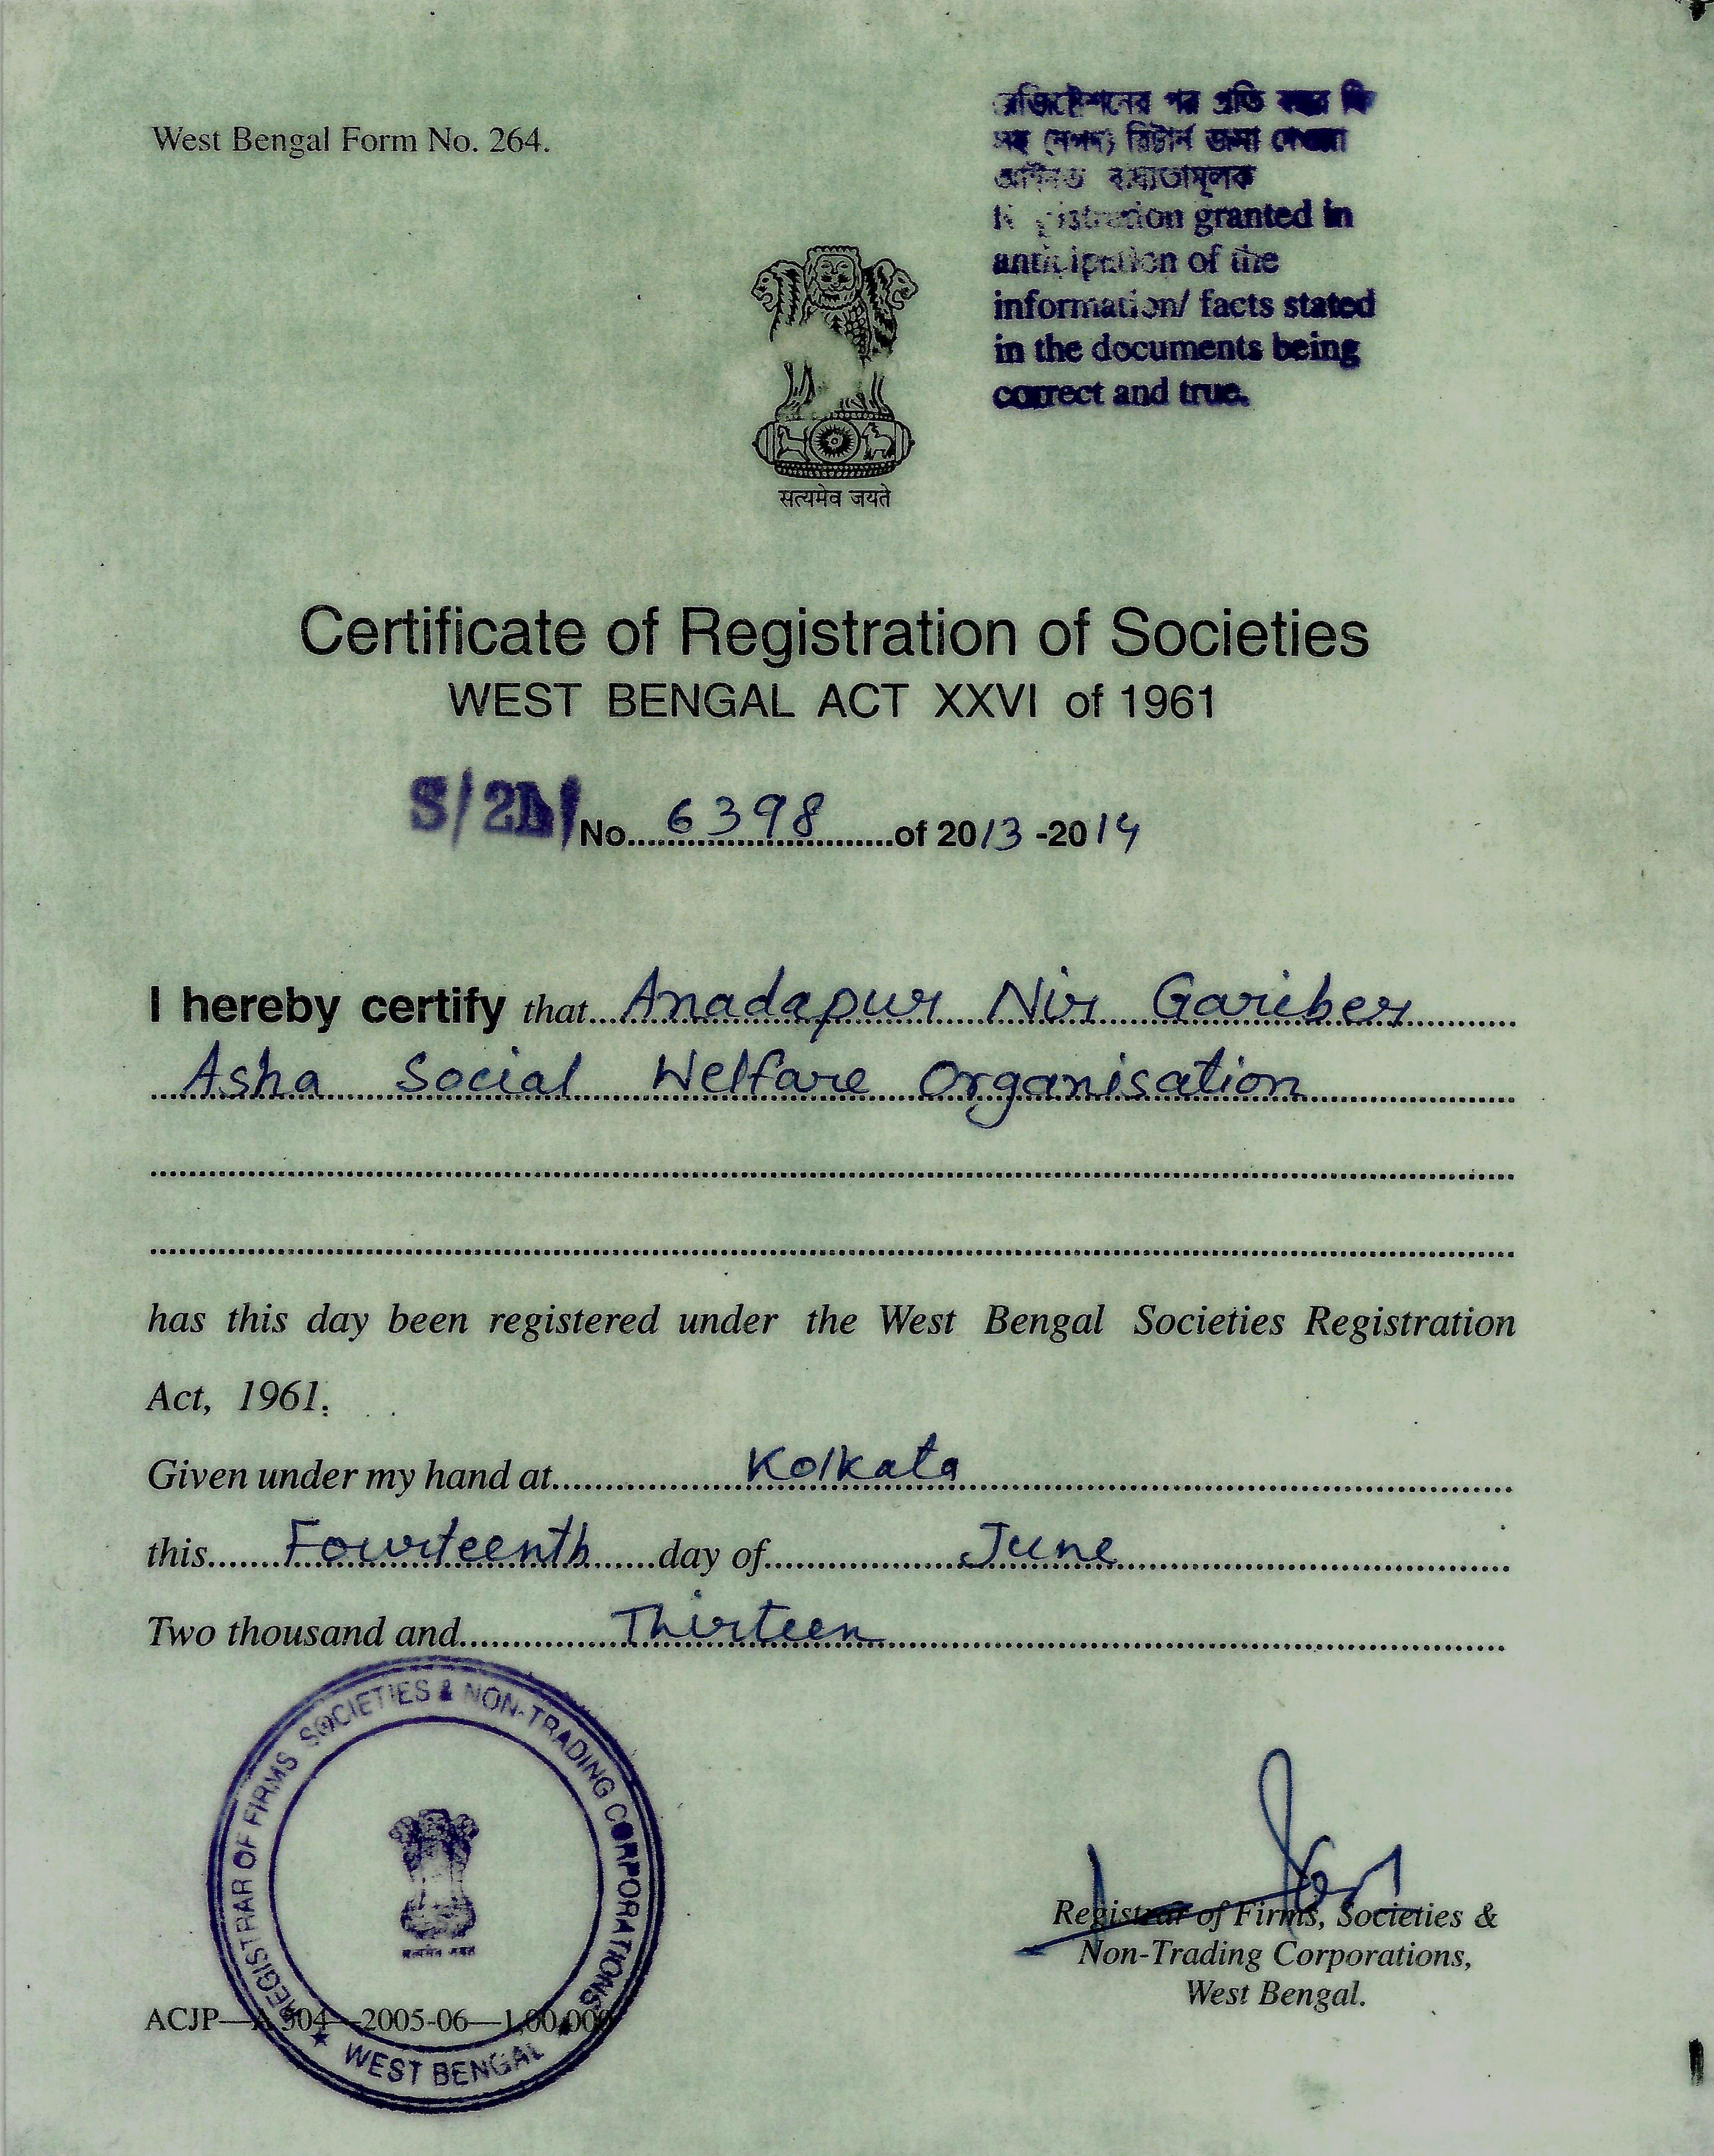 West Bengal Form No. 264.
রেজিষ্ট্রেশনের পর প্রতি বছর ফি
সহ রিটার্ন জমা দেওয়া
আইনত বাধ্যতামূলক
Registration granted in
anticipation of the
information/ facts stated
in the documents being
correct and true.
सत्यमेव जयते
Certificate of Registration of Societies
WEST BENGAL ACT XXVI of 1961
S/2L/ No. 6398 of 2013 -2014
I hereby certify that Anadapur Nir Gariber
Asha Social Welfare Organisation
has this day been registered under the West Bengal Societies Registration
Act, 1961.
Given under my hand at Kolkata
this Fourteenth day of June
Two thousand and Thirteen
REGISTRAR OF FIRMS SOCIETIES & NON-TRADING CORPORATIONS
सत्यमेव जयते
★ WEST BENGAL ★
Registrar of Firms, Societies &
Non-Trading Corporations,
West Bengal.
ACJP—A 504—2005-06—1,00,000